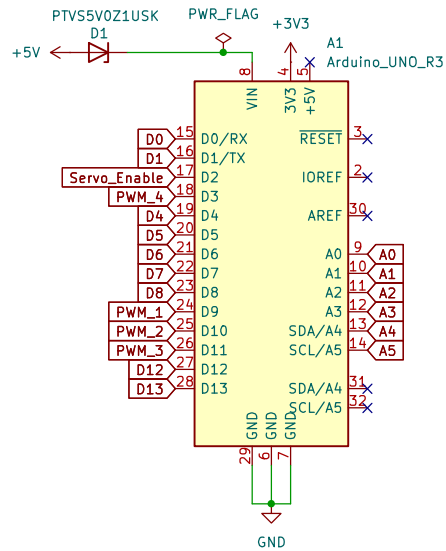 PTVS5V0Z1USK
PWR_FLAG
+3V3
D1
A1
+5V
Arduino_UNO_R3
8
4
5
VIN
3V3
+5V
D0 15 D0/RX RESET 3
D1 16 D1/TX
Servo_Enable 17 D2 IOREF 2
PWM_4 18 D3
D4 19 D4 AREF 30
D5 20 D5
D6 21 D6 A0 9 A0
D7 22 D7 A1 10 A1
D8 23 D8 A2 11 A2
PWM_1 24 D9 A3 12 A3
PWM_2 25 D10 SDA/A4 13 A4
PWM_3 26 D11 SCL/A5 14 A5
D12 27 D12
D13 28 D13 SDA/A4 31
SCL/A5 32
GND GND GND
29 6 7
GND